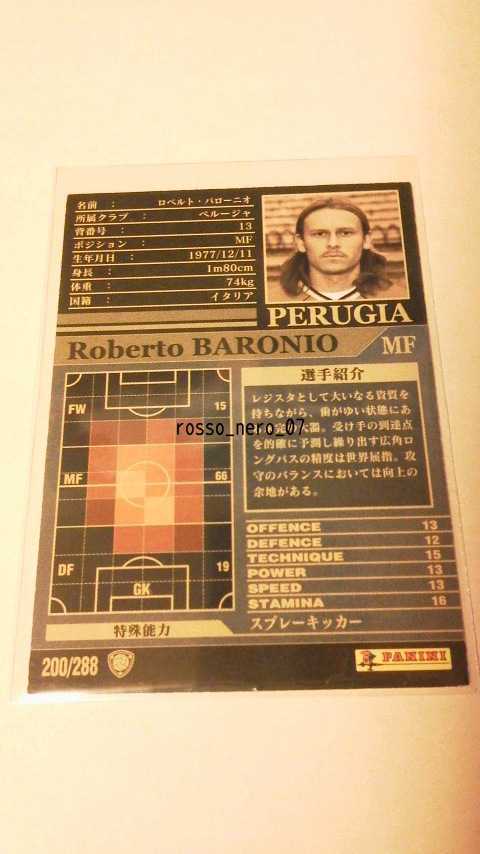 名前 : ロベルト・バローニオ
所属クラブ : ペルージャ
背番号 : 13
ポジション : MF
生年月日 : 1977/12/11
身長 : 1m80cm
体重 : 74kg
国籍 : イタリア
PERUGIA
Roberto BARONIO MF
FW 15
MF 66
DF 19
GK
選手紹介
レジスタとして大いなる資質を
持ちながら、歯がゆい状態にあ
大器。受け手の到達点
を的確に予測し繰り出す広角ロ
ングパスの精度は世界屈指。攻
守のバランスにおいては向上の
余地がある。
rosso_nero_07
OFFENCE 13
DEFENCE 12
TECHNIQUE 15
POWER 13
SPEED 13
STAMINA 16
特殊能力 スプレーキッカー
200/288
PANINI